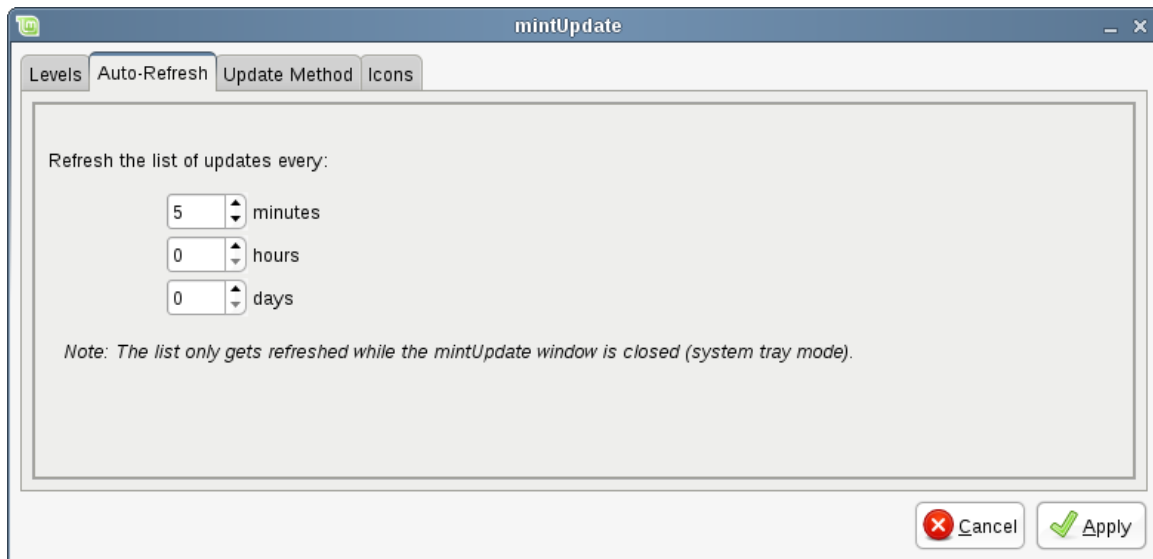 mintUpdate
Levels Auto-Refresh Update Method Icons
Refresh the list of updates every:
5 minutes
0 hours
0 days
Note: The list only gets refreshed while the mintUpdate window is closed (system tray mode).
Cancel Apply